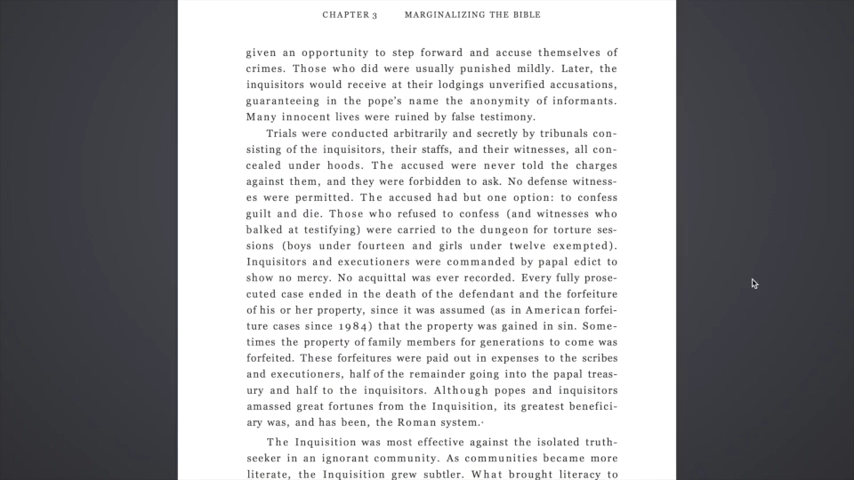 CHAPTER 3 MARGINALIZING THE BIBLE
given an opportunity to step forward and accuse themselves of
crimes. Those who did were usually punished mildly. Later, the
inquisitors would receive at their lodgings unverified accusations,
guaranteeing in the pope's name the anonymity of informants.
Many innocent lives were ruined by false testimony.
Trials were conducted arbitrarily and secretly by tribunals con-
sisting of the inquisitors, their staffs, and their witnesses, all con-
cealed under hoods. The accused were never told the charges
against them, and they were forbidden to ask. No defense witness-
es were permitted. The accused had but one option: to confess
guilt and die. Those who refused to confess (and witnesses who
balked at testifying) were carried to the dungeon for torture ses-
sions (boys under fourteen and girls under twelve exempted).
Inquisitors and executioners were commanded by papal edict to
show no mercy. No acquittal was ever recorded. Every fully prose-
cuted case ended in the death of the defendant and the forfeiture
of his or her property, since it was assumed (as in American forfei-
ture cases since 1984) that the property was gained in sin. Some-
times the property of family members for generations to come was
forfeited. These forfeitures were paid out in expenses to the scribes
and executioners, half of the remainder going into the papal treas-
ury and half to the inquisitors. Although popes and inquisitors
amassed great fortunes from the Inquisition, its greatest benefici-
ary was, and has been, the Roman system.
The Inquisition was most effective against the isolated truth-
seeker in an ignorant community. As communities became more
literate, the Inquisition grew subtler. What brought literacy to